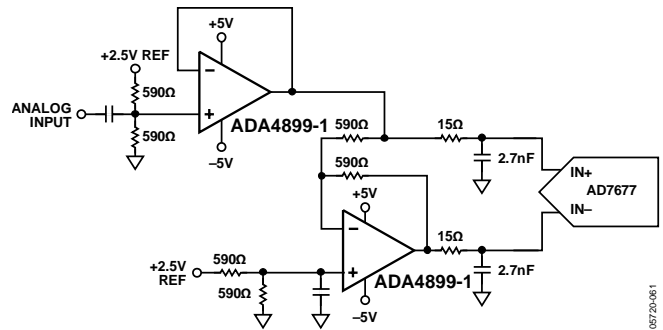 +5V
+2.5V REF
590Ω
ANALOG
INPUT
590Ω
–
+
ADA4899-1
–5V
590Ω
15Ω
590Ω
2.7nF
IN+
AD7677
IN–
+5V
–
+
15Ω
ADA4899-1
2.7nF
+2.5V
REF
590Ω
590Ω
–5V
05720-061